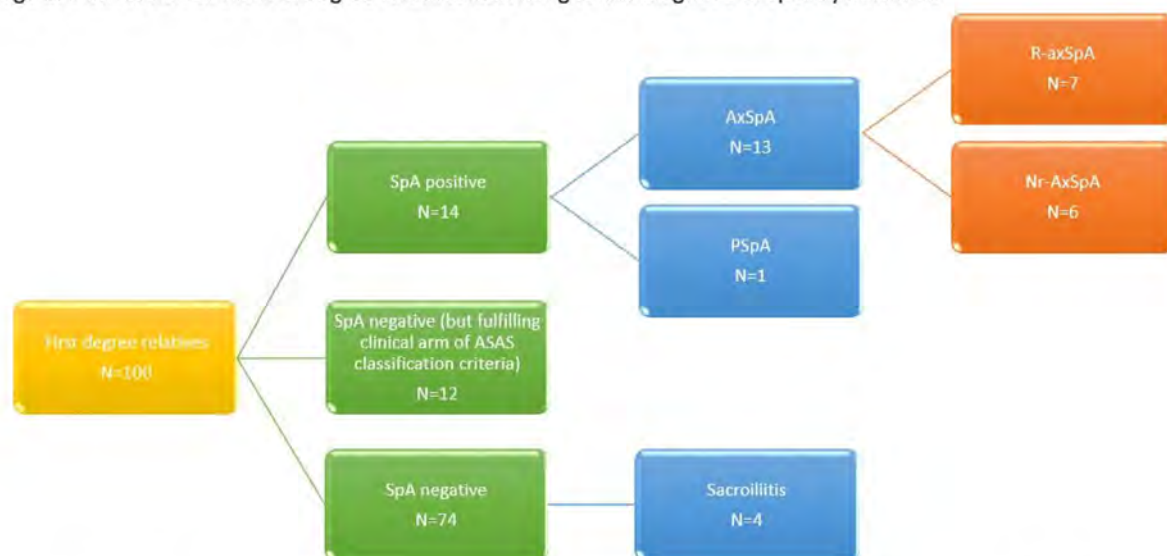 R-axSpA
N=7
AxSpA
N=13
SpA positive
N=14
Nr-AxSpA
N=6
PSpA
N=1
First degree relatives
N=100
SpA negative (but fulfilling
clinical arm of ASAS
classification criteria)
N=12
SpA negative
N=74
Sacroiliitis
N=4